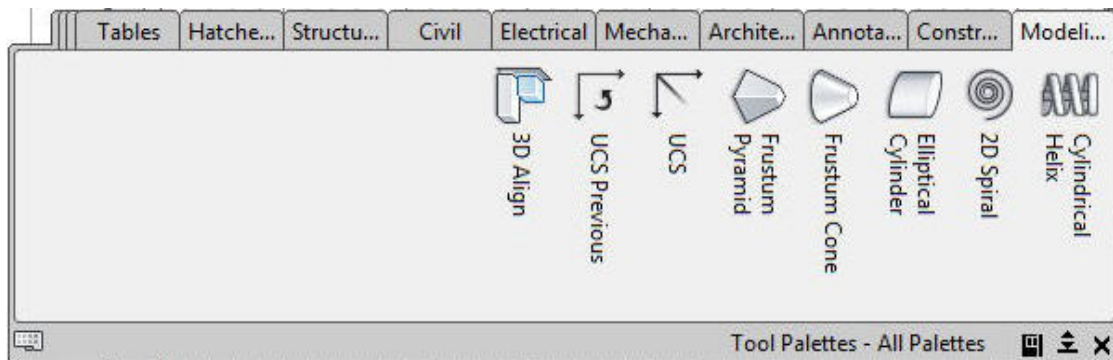 Tables
Hatche...
Structu...
Civil
Electrical
Mecha...
Archite...
Annota...
Constr...
Modeli...
Cylindrical
Helix
2D Spiral
Elliptical
Cylinder
Frustum Cone
Frustum
Pyramid
UCS
UCS Previous
3D Align
Tool Palettes - All Palettes